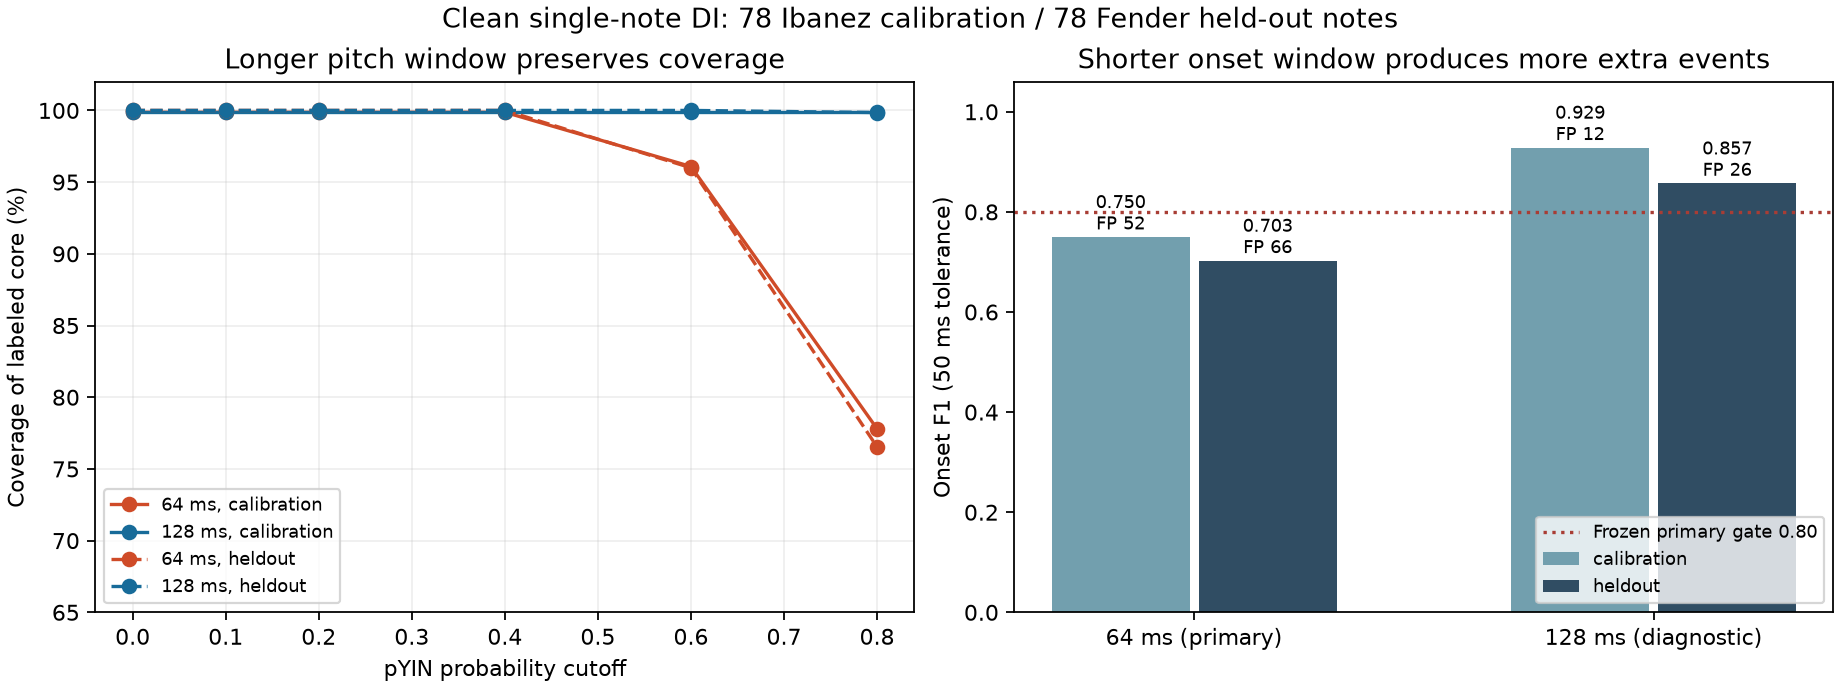 Clean single-note DI: 78 Ibanez calibration / 78 Fender held-out notes
Longer pitch window preserves coverage
Coverage of labeled core (%)
100
95
90
85
80
75
70
65
0.0 0.1 0.2 0.3 0.4 0.5 0.6 0.7 0.8
pYIN probability cutoff
64 ms, calibration
128 ms, calibration
64 ms, heldout
128 ms, heldout
Shorter onset window produces more extra events
Onset F1 (50 ms tolerance)
1.0
0.8
0.6
0.4
0.2
0.0
0.750
FP 52
0.703
FP 66
0.929
FP 12
0.857
FP 26
Frozen primary gate 0.80
calibration
heldout
64 ms (primary)
128 ms (diagnostic)